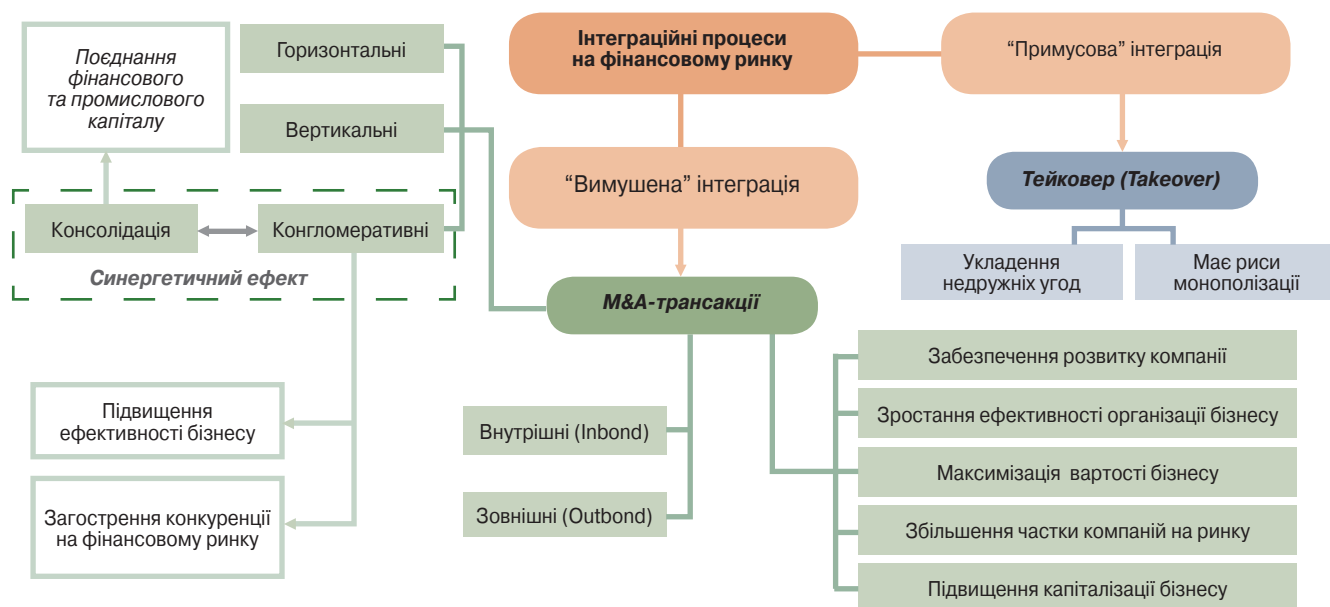 Поєднання
фінансового
та промислового
капіталу
Горизонтальні
Вертикальні
Інтеграційні процеси
на фінансовому ринку
“Примусова” інтеграція
“Вимушена” інтеграція
Тейковер (Takeover)
Консолідація
Конгломеративні
Синергетичний ефект
Укладення
недружніх угод
Має риси
монополізації
М&А-трансакції
Забезпечення розвитку компанії
Зростання ефективності організації бізнесу
Максимізація вартості бізнесу
Збільшення частки компаній на ринку
Підвищення капіталізації бізнесу
Внутрішні (Inbond)
Зовнішні (Outbond)
Підвищення
ефективності бізнесу
Загострення конкуренції
на фінансовому ринку